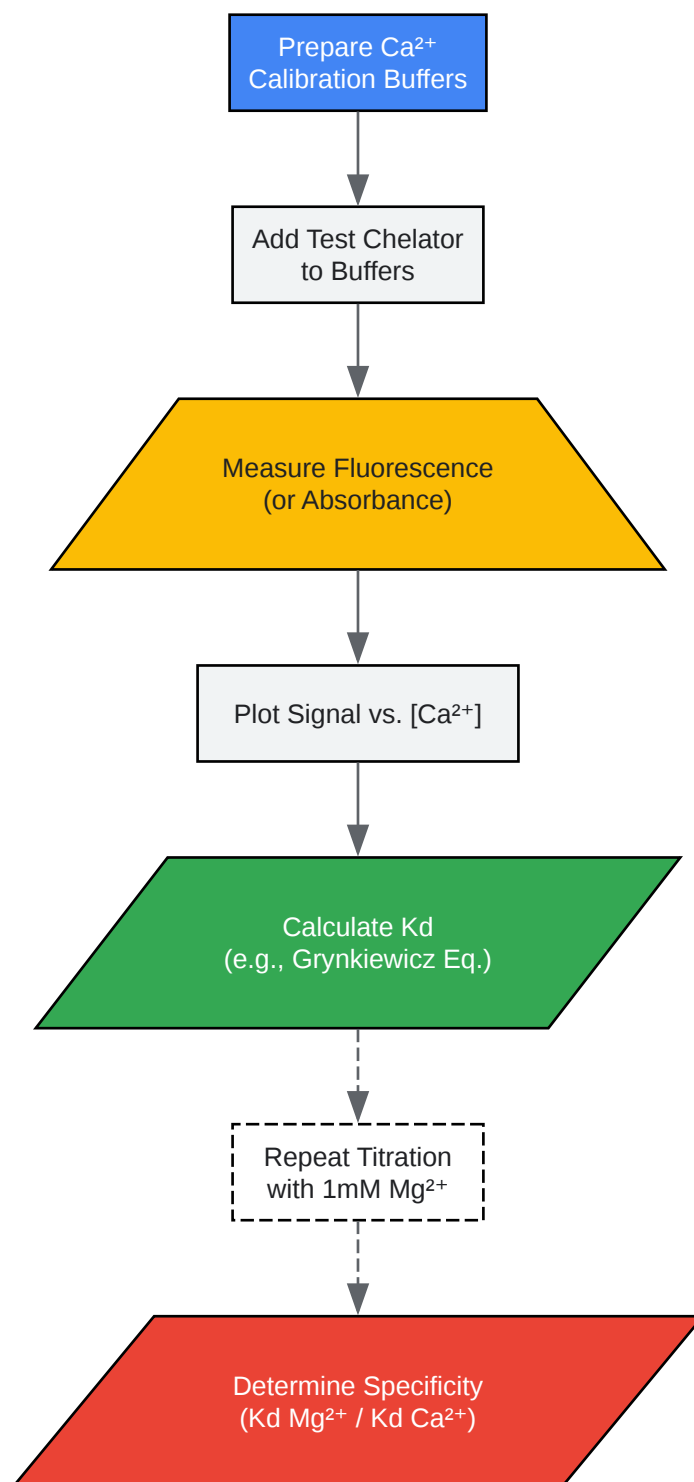 Prepare Ca²⁺
Calibration Buffers
Add Test Chelator
to Buffers
Measure Fluorescence
(or Absorbance)
Plot Signal vs. [Ca²⁺]
Calculate Kd
(e.g., Grynkiewicz Eq.)
Repeat Titration
with 1mM Mg²⁺
Determine Specificity
(Kd Mg²⁺ / Kd Ca²⁺)